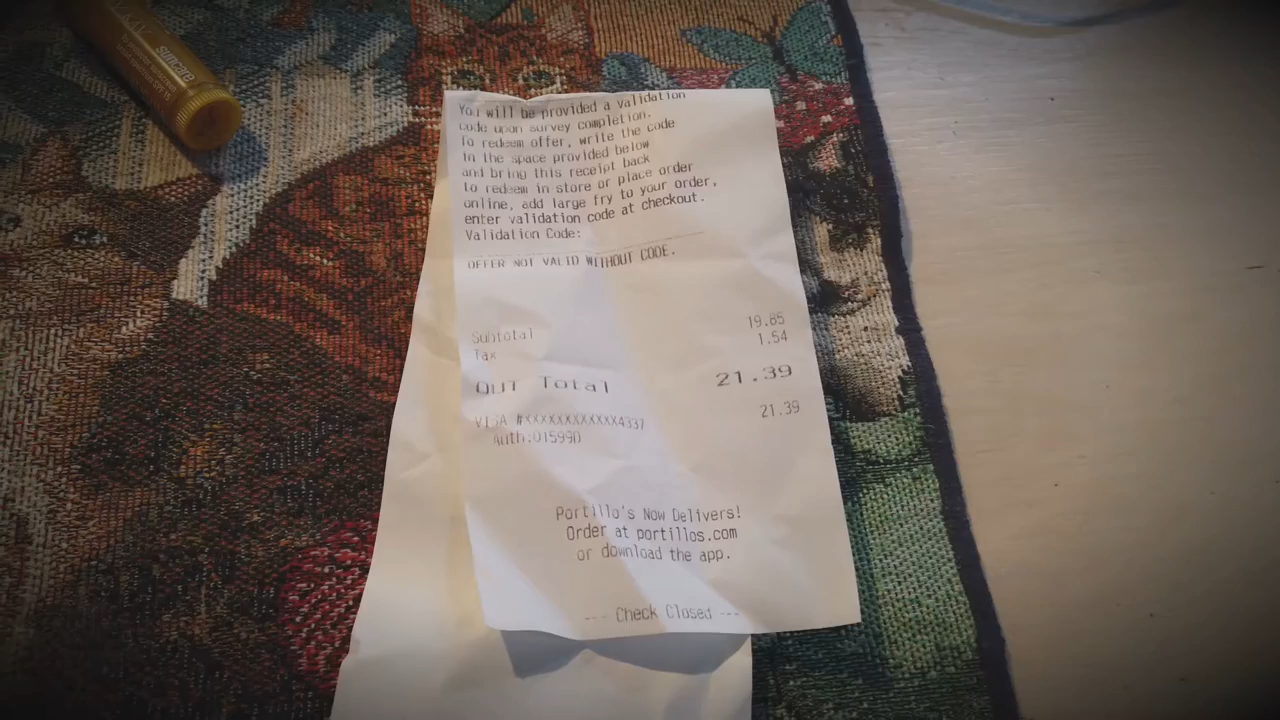 suncare
You will be provided a validation
code upon survey completion.
To redeem offer, write the code
in the space provided below
and bring this receipt back
to redeem in store or place order
online, add large fry to your order,
enter validation code at checkout.
Validation Code:
OFFER NOT VALID WITHOUT CODE.
Subtotal 19.85
Tax 1.54
OUT Total 21.39
VISA #XXXXXXXXXXXX4337 21.39
Auth:01599D
Portillo's Now Delivers!
Order at portillos.com
or download the app.
--- Check Closed ---